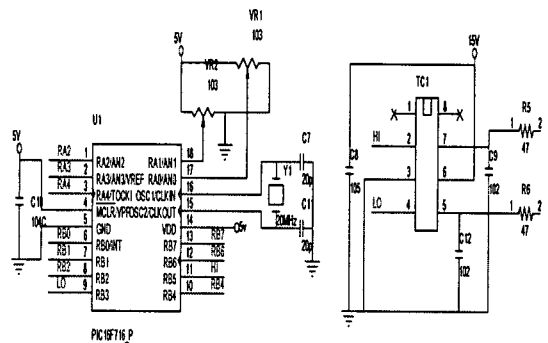 VR1
103
5V
VR2
103
U1
5V
RA2
1
RA2/AN2
RA1/AN1
18
RA3
2
RA3/AN3/VREF
RA0/AN0
17
RA4
3
RA4/TOCKI
OSC1/CLKIN
16
4
MCLR/VPP
OSC2/CLKOUT
15
5
GND
VDD
14
5v
RB0
6
RB0/INT
RB7
13
RB7
RB1
7
RB1
RB6
12
RB6
RB2
8
RB2
RB5
11
HI
LO
9
RB3
RB4
10
RB4
PIC16F716_P
C10
104C
Y1
20MHz
C7
20p
C11
20p
15V
TC1
1
8
HI
2
7
3
6
LO
4
5
C8
105
C9
102
C12
102
R5
1
2
47
R6
1
2
47